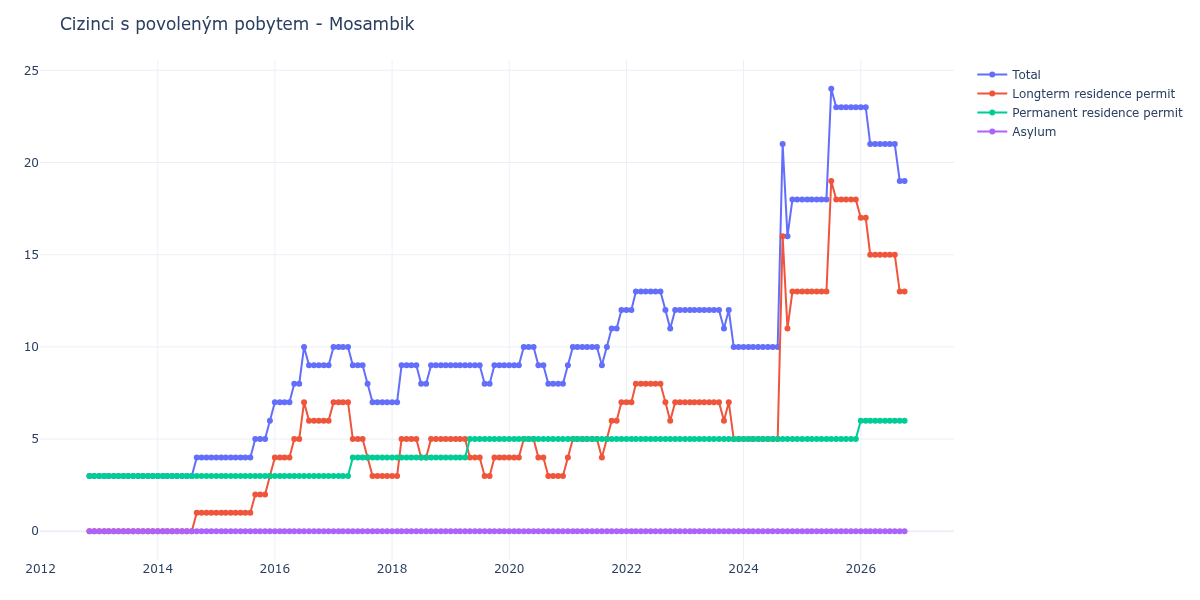 Cizinci s povoleným pobytem - Mosambik
25
20
15
10
5
0
2012 2014 2016 2018 2020 2022 2024 2026
Total
Longterm residence permit
Permanent residence permit
Asylum